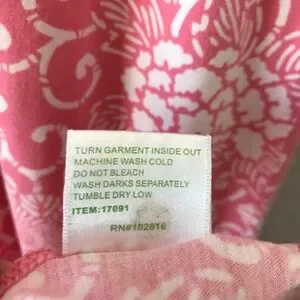 TURN GARMENT INSIDE OUT
MACHINE WASH COLD
DO NOT BLEACH
WASH DARKS SEPARATELY
TUMBLE DRY LOW
ITEM:17091
RN#102816